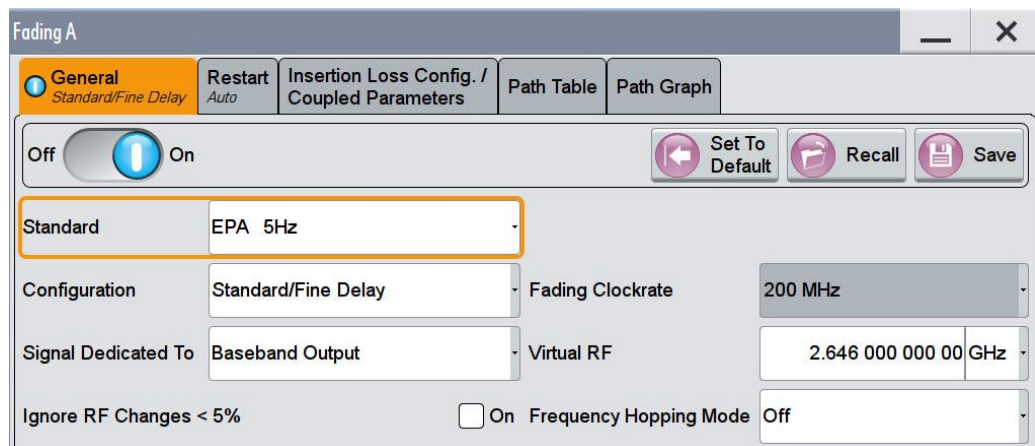 Fading A
General
Standard/Fine Delay
Restart
Auto
Insertion Loss Config. /
Coupled Parameters
Path Table
Path Graph
Off
On
Set To
Default
Recall
Save
Standard
EPA 5Hz
Configuration
Standard/Fine Delay
Fading Clockrate
200 MHz
Signal Dedicated To
Baseband Output
Virtual RF
2.646 000 000 00 GHz
Ignore RF Changes < 5%
On
Frequency Hopping Mode
Off